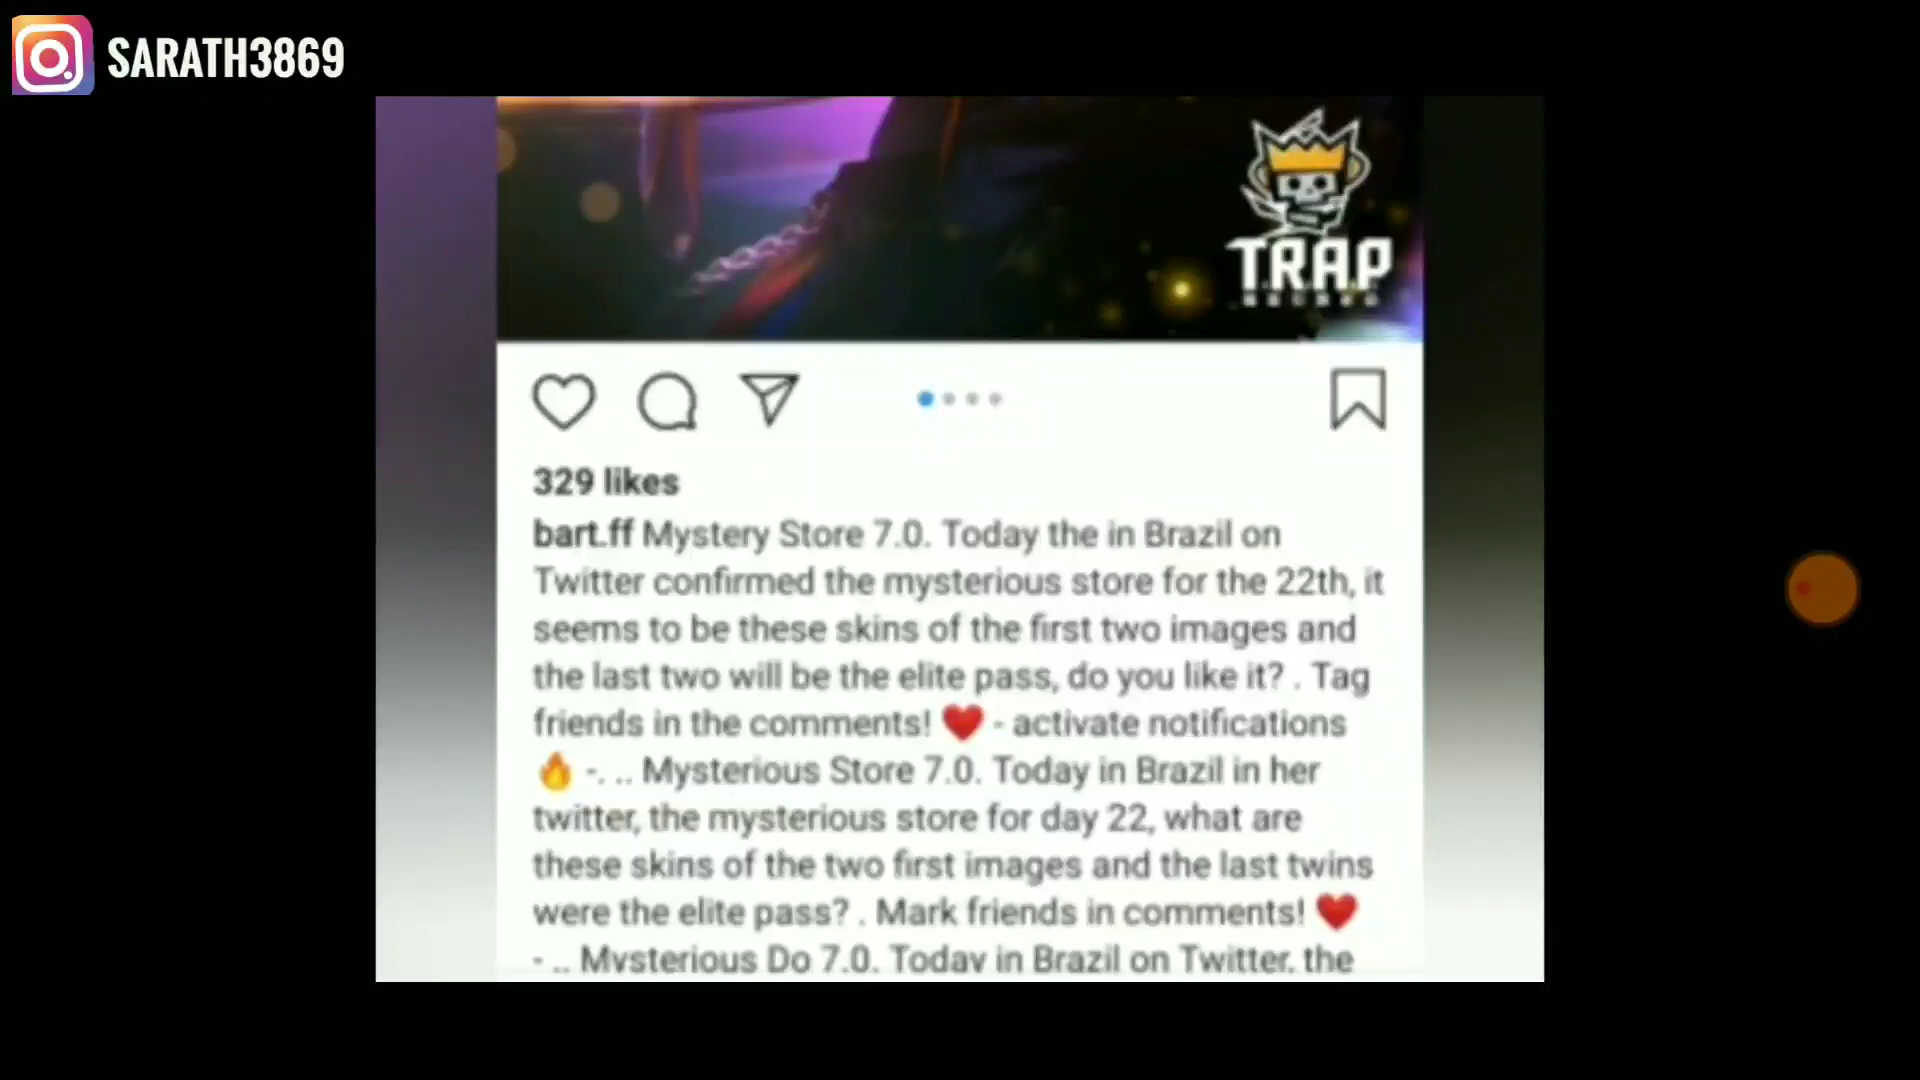 SARATH3869
TRAP
329 likes
bart.ff Mystery Store 7.0. Today the in Brazil on
Twitter confirmed the mysterious store for the 22th, it
seems to be these skins of the first two images and
the last two will be the elite pass, do you like it? . Tag
friends in the comments! ❤️ - activate notifications
🔥 -. .. Mysterious Store 7.0. Today in Brazil in her
twitter, the mysterious store for day 22, what are
these skins of the two first images and the last twins
were the elite pass? . Mark friends in comments! ❤️
- .. Mysterious Do 7.0. Today in Brazil on Twitter, the